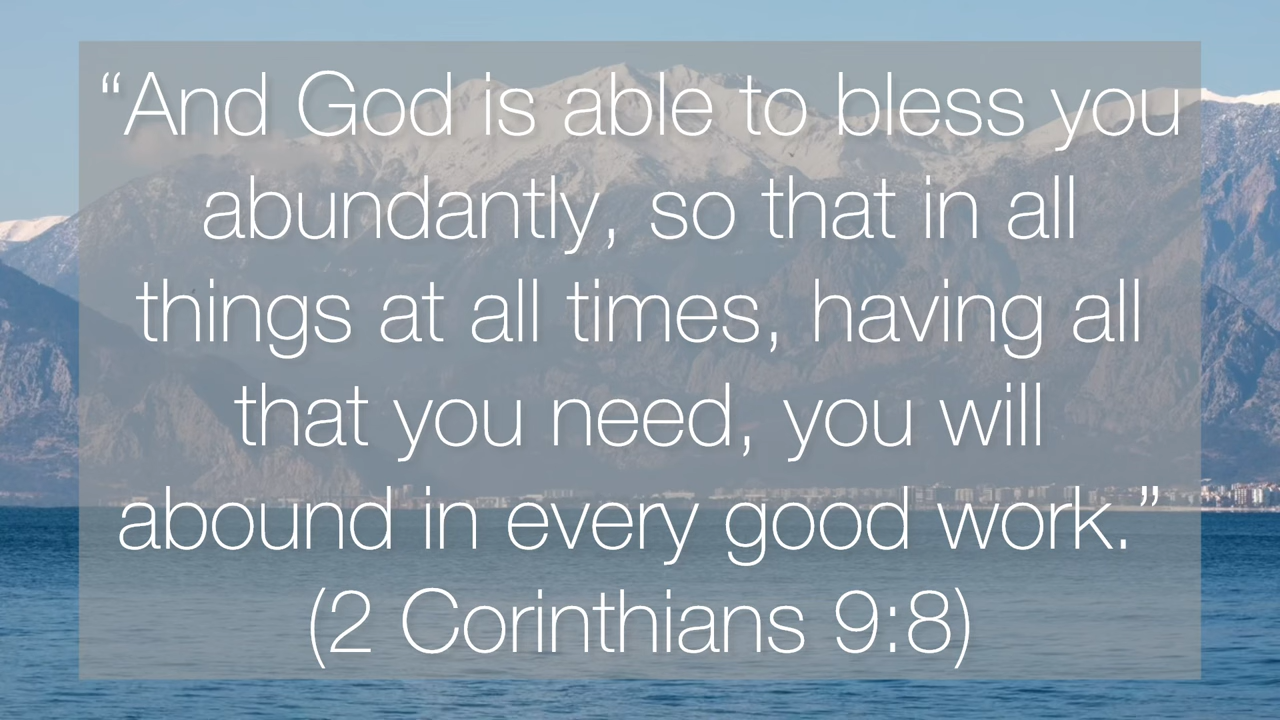 “And God is able to bless you
abundantly, so that in all
things at all times, having all
that you need, you will
abound in every good work.”
(2 Corinthians 9:8)